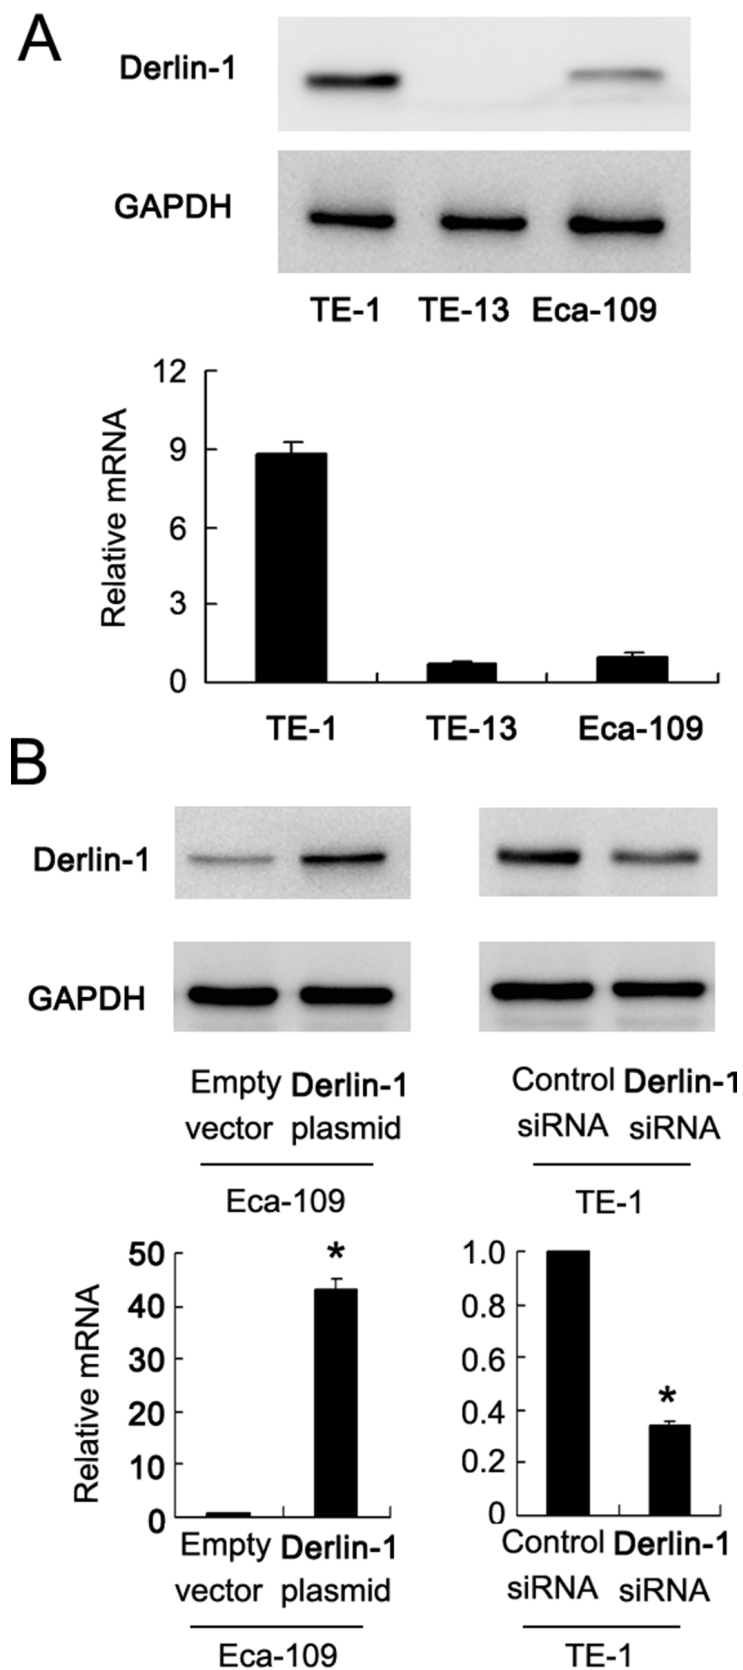 A
Derlin-1
GAPDH
TE-1 TE-13 Eca-109
12
9
6
3
0
Relative mRNA
TE-1 TE-13 Eca-109
B
Derlin-1
GAPDH
Empty Derlin-1
vector plasmid
Eca-109
Control Derlin-1
siRNA siRNA
TE-1
50
40
30
20
10
0
Relative mRNA
*
Empty Derlin-1
vector plasmid
Eca-109
1.0
0.8
0.6
0.4
0.2
0
*
Control Derlin-1
siRNA siRNA
TE-1